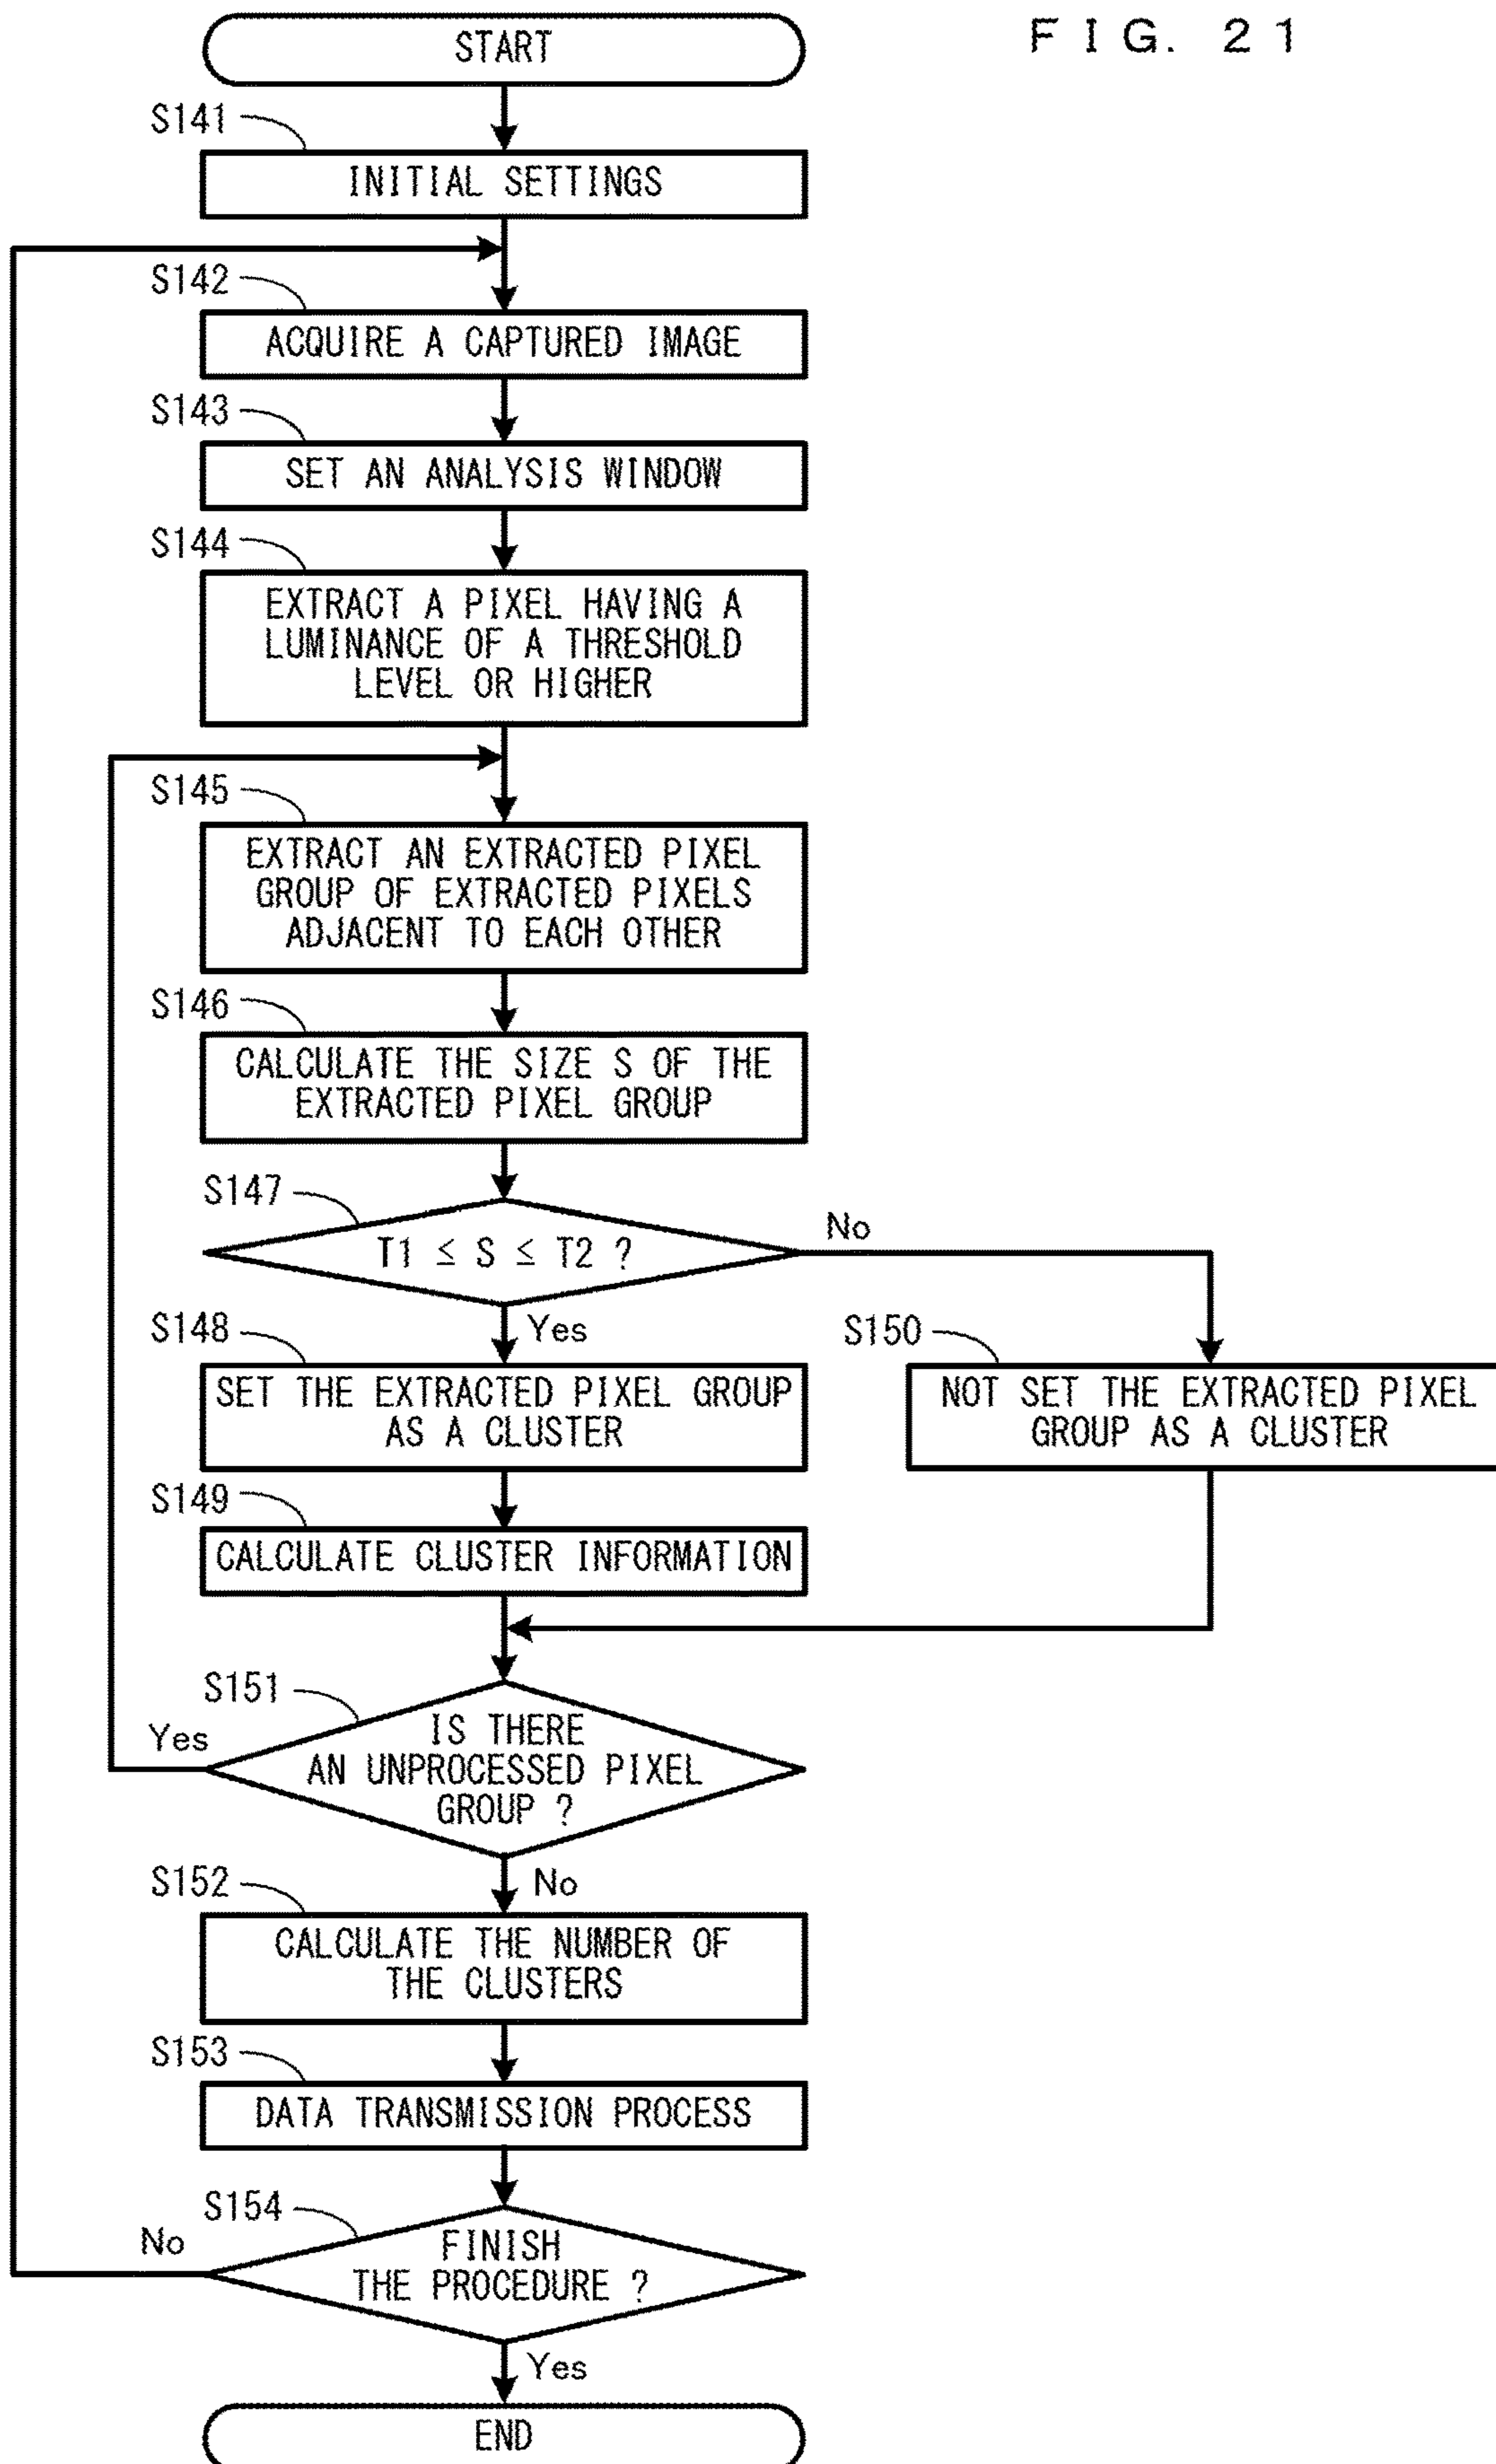 FIG. 21
START
S141
INITIAL SETTINGS
S142
ACQUIRE A CAPTURED IMAGE
S143
SET AN ANALYSIS WINDOW
S144
EXTRACT A PIXEL HAVING A
LUMINANCE OF A THRESHOLD
LEVEL OR HIGHER
S145
EXTRACT AN EXTRACTED PIXEL
GROUP OF EXTRACTED PIXELS
ADJACENT TO EACH OTHER
S146
CALCULATE THE SIZE S OF THE
EXTRACTED PIXEL GROUP
S147
T1 ≤ S ≤ T2 ?
No
Yes
S148
SET THE EXTRACTED PIXEL GROUP
AS A CLUSTER
S150
NOT SET THE EXTRACTED PIXEL
GROUP AS A CLUSTER
S149
CALCULATE CLUSTER INFORMATION
S151
Yes
IS THERE
AN UNPROCESSED PIXEL
GROUP ?
No
S152
CALCULATE THE NUMBER OF
THE CLUSTERS
S153
DATA TRANSMISSION PROCESS
S154
No
FINISH
THE PROCEDURE ?
Yes
END